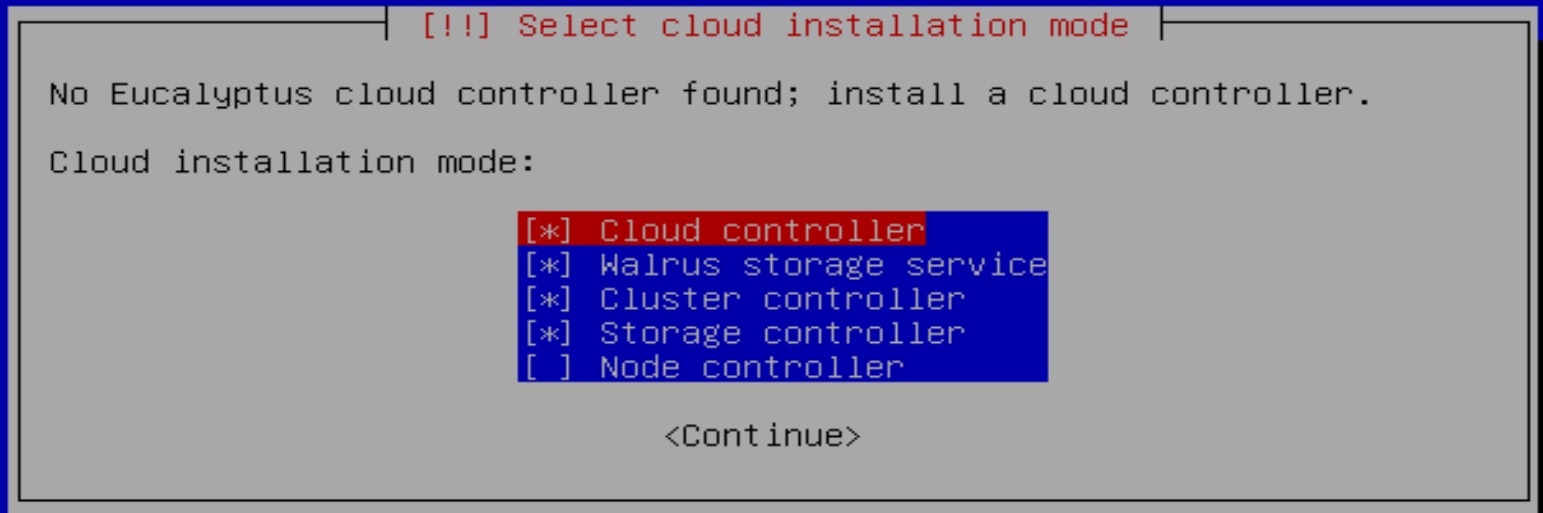 [!!] Select cloud installation mode
No Eucalyptus cloud controller found; install a cloud controller.
Cloud installation mode:
[*] Cloud controller
[*] Walrus storage service
[*] Cluster controller
[*] Storage controller
[ ] Node controller
<Continue>